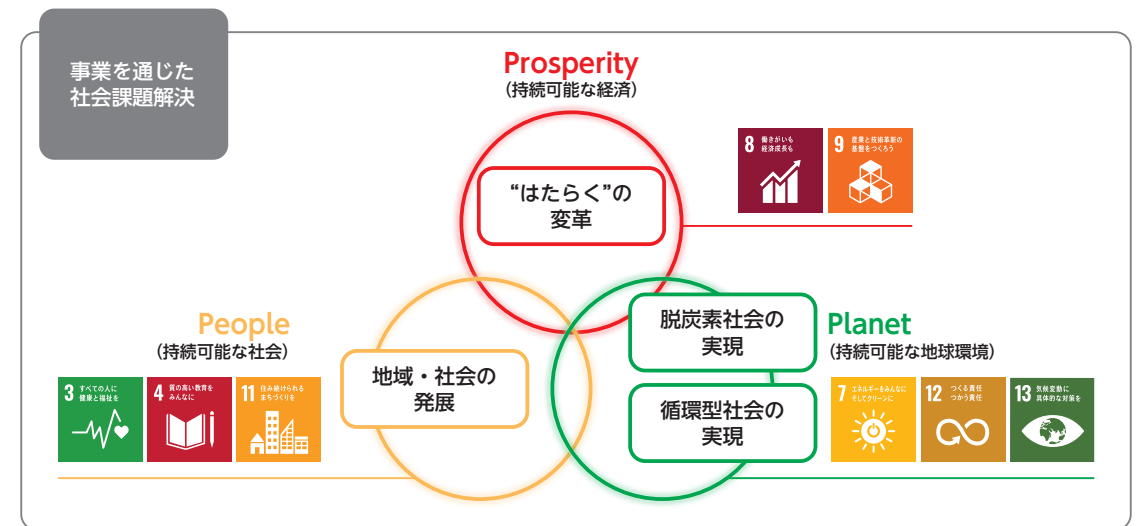 事業を通じた
社会課題解決
Prosperity
(持続可能な経済)
“はたらく”の
変革
8 働きがいも
経済成長も
9 産業と技術革新の
基盤をつくろう
People
(持続可能な社会)
3 すべての人に
健康と福祉を
4 質の高い教育を
みんなに
11 住み続けられる
まちづくりを
地域・社会の
発展
脱炭素社会の
実現
循環型社会の
実現
Planet
(持続可能な地球環境)
7 エネルギーをみんなに
そしてクリーンに
12 つくる責任
つかう責任
13 気候変動に
具体的な対策を